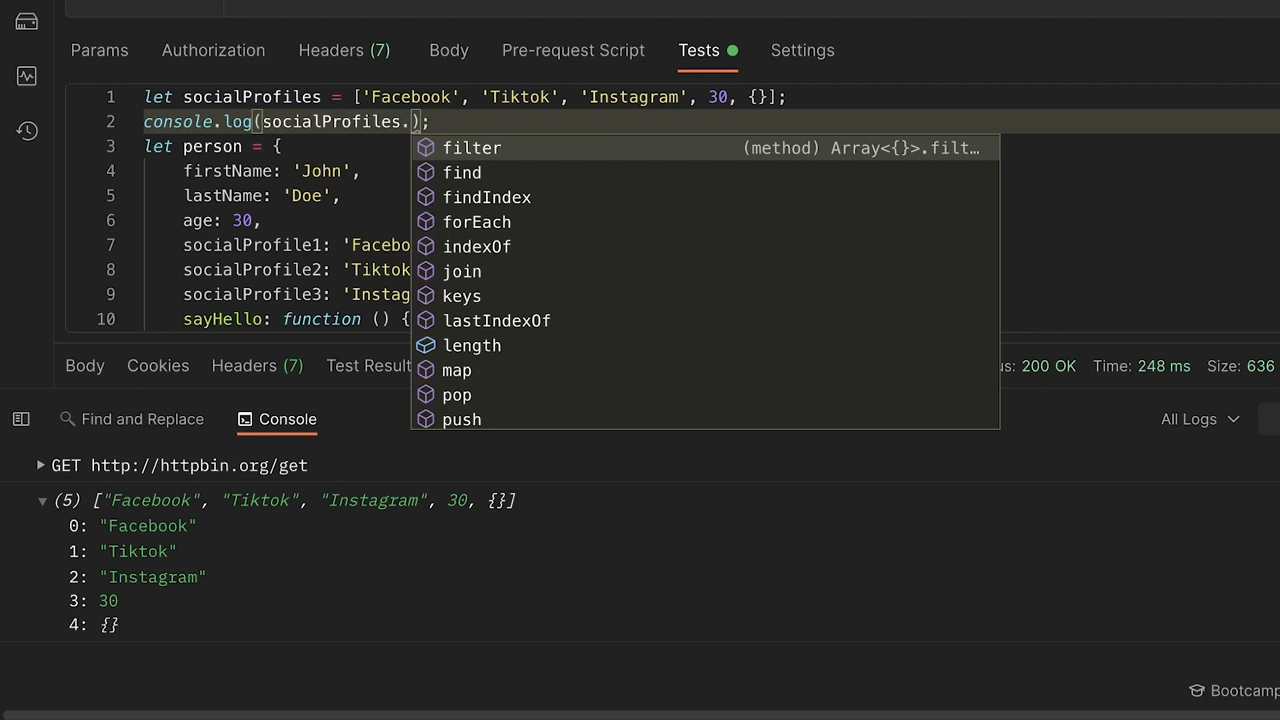 Params Authorization Headers (7) Body Pre-request Script Tests Settings
1 let socialProfiles = ['Facebook', 'Tiktok', 'Instagram', 30, {}];
2 console.log(socialProfiles.);
3 let person = {
4 firstName: 'John',
5 lastName: 'Doe',
6 age: 30,
7 socialProfile1: 'Facebo
8 socialProfile2: 'Tiktok
9 socialProfile3: 'Instag
10 sayHello: function () {
filter (method) Array<{}>.filt…
find
findIndex
forEach
indexOf
join
keys
lastIndexOf
length
map
pop
push
Body Cookies Headers (7) Test Result s: 200 OK Time: 248 ms Size: 636
Find and Replace Console All Logs
GET http://httpbin.org/get
(5) ["Facebook", "Tiktok", "Instagram", 30, {}]
0: "Facebook"
1: "Tiktok"
2: "Instagram"
3: 30
4: {}
Bootcamp